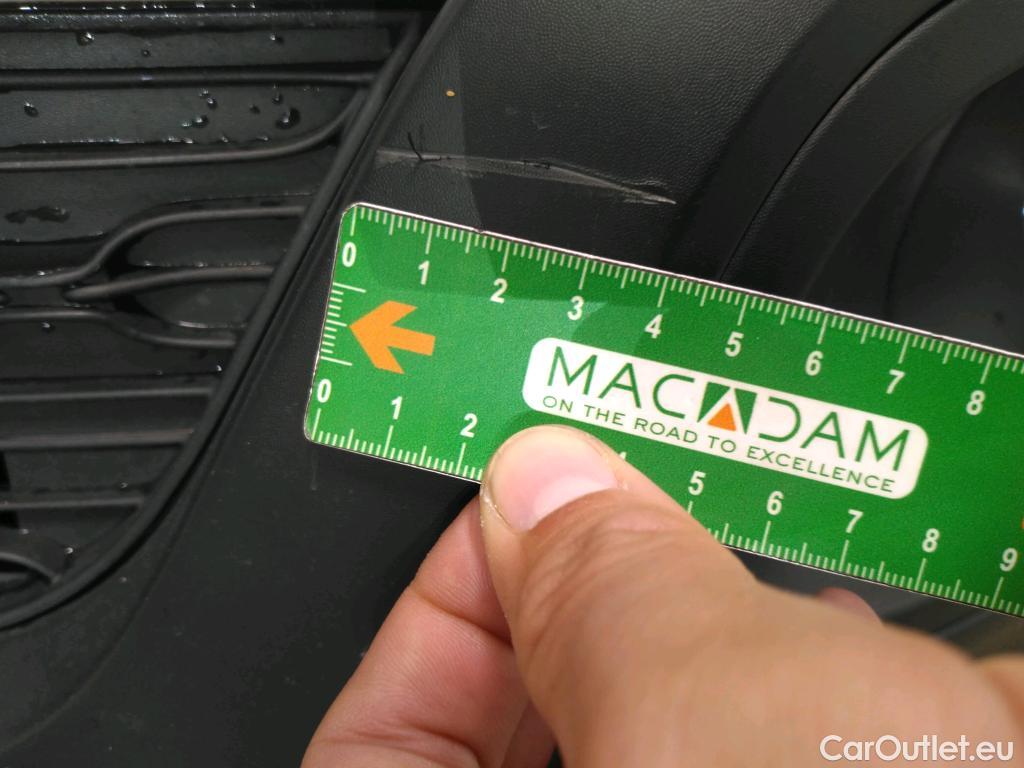 0 1 2 3 4 5 6 7 8
MACADAM
ON THE ROAD TO EXCELLENCE
0 1 2 5 6 7 8 9
CarOutlet.eu